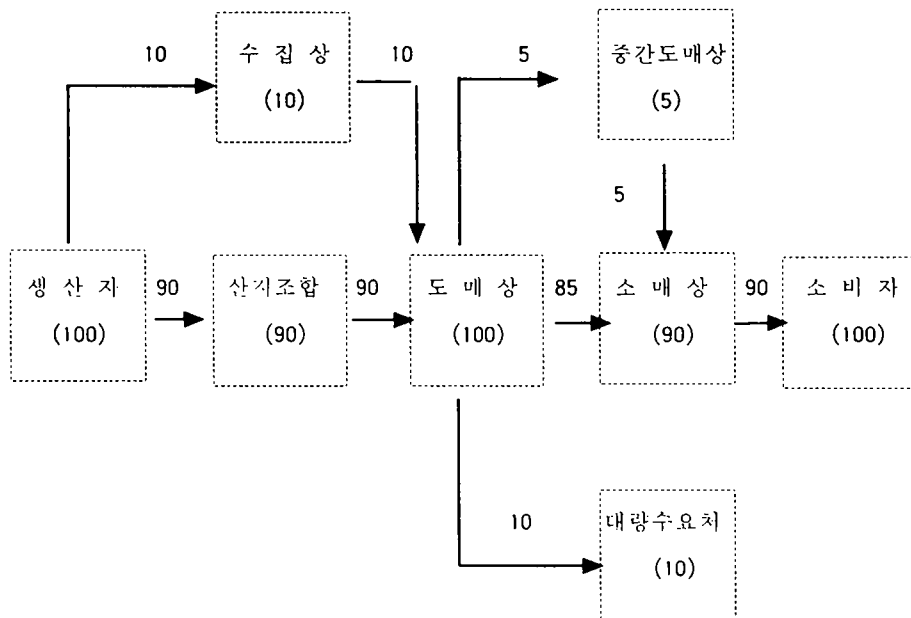 10
수 집 상
(10)
10
5
중간도매상
(5)
5
생 산 자
(100)
90
산지조합
(90)
90
도 매 상
(100)
85
소 매 상
(90)
90
소 비 자
(100)
10
대량수요처
(10)